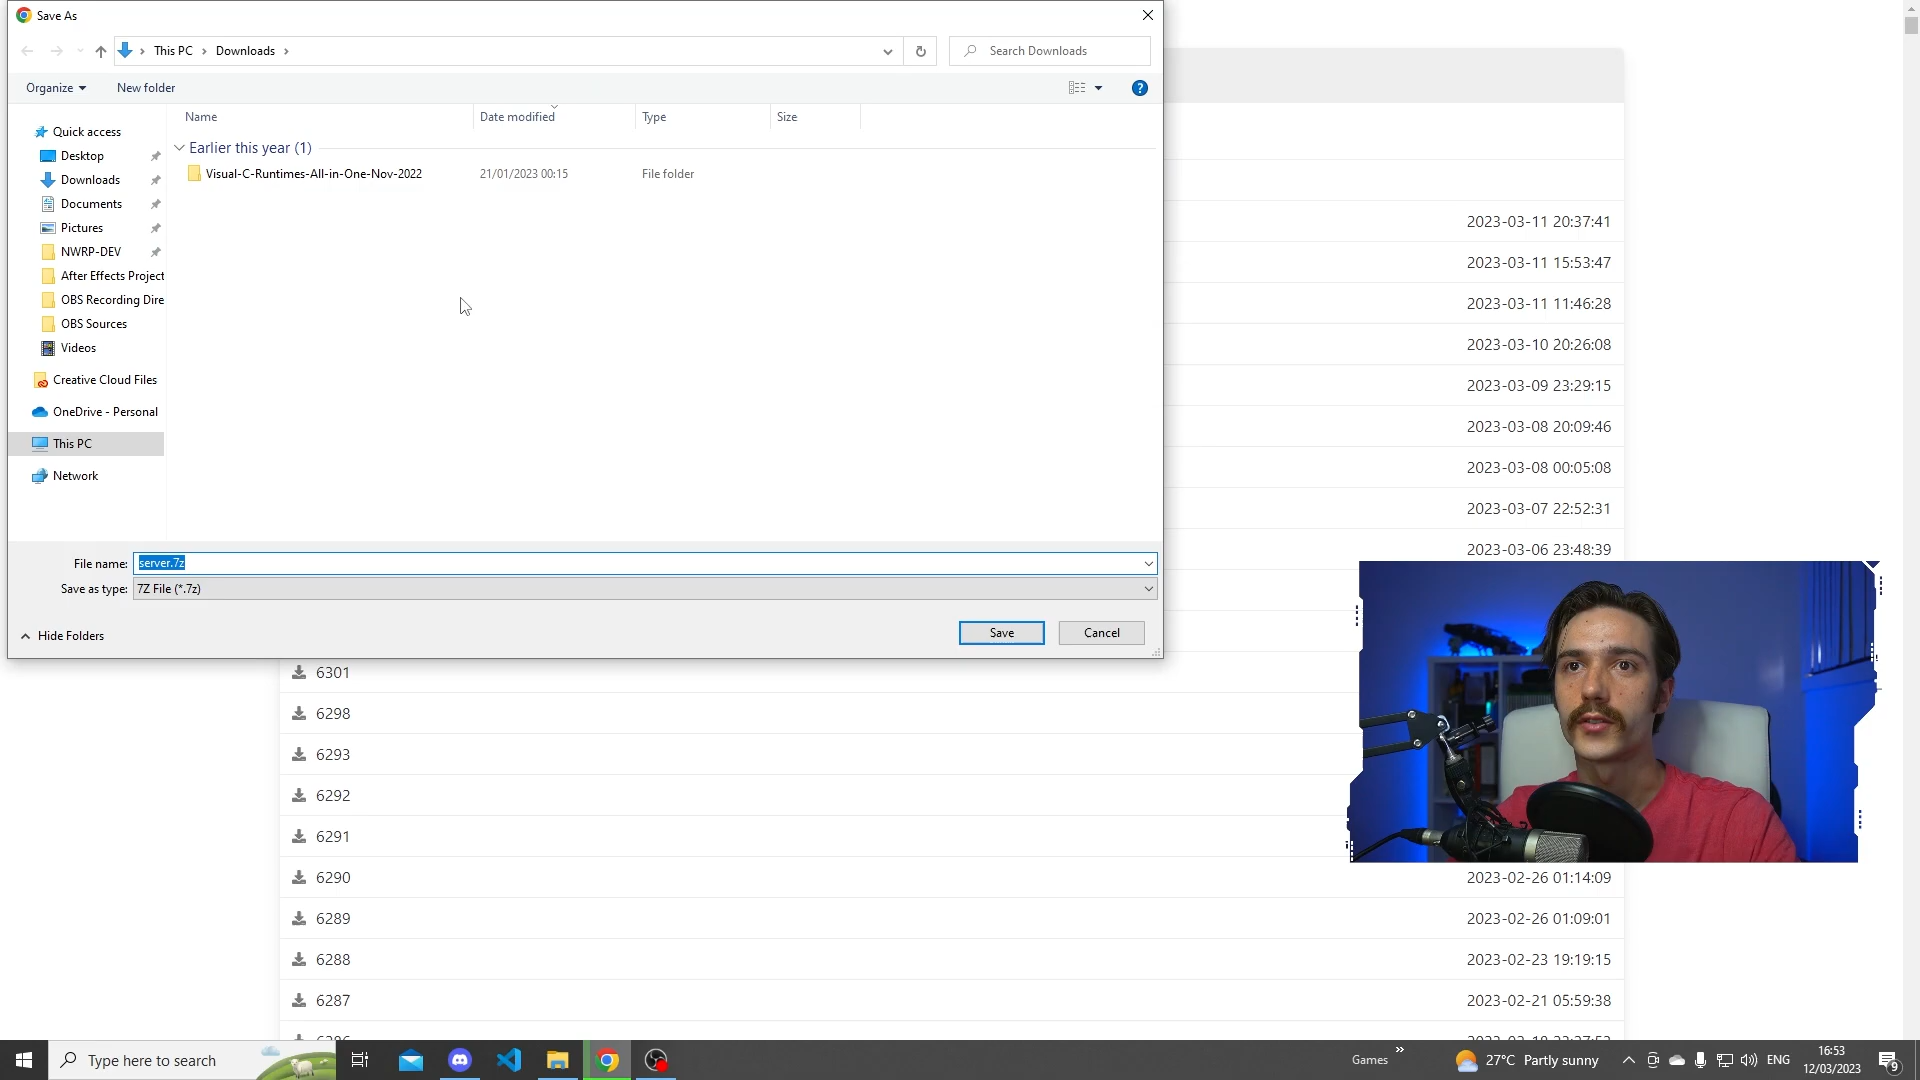 Save As
This PC
Downloads
Search Downloads
Organize
New folder
Name
Date modified
Type
Size
Quick access
Desktop
Downloads
Documents
Pictures
NWRP-DEV
After Effects Project
OBS Recording Dire
OBS Sources
Videos
Creative Cloud Files
OneDrive - Personal
This PC
Network
Earlier this year (1)
Visual-C-Runtimes-All-in-One-Nov-2022
21/01/2023 00:15
File folder
File name:
server.7z
Save as type:
7Z File (*.7z)
Hide Folders
Save
Cancel
2023-03-11 20:37:41
2023-03-11 15:53:47
2023-03-11 11:46:28
2023-03-10 20:26:08
2023-03-09 23:29:15
2023-03-08 20:09:46
2023-03-08 00:05:08
2023-03-07 22:52:31
2023-03-06 23:48:39
6301
6298
6293
6292
6291
6290
2023-02-26 01:14:09
6289
2023-02-26 01:09:01
6288
2023-02-23 19:19:15
6287
2023-02-21 05:59:38
Type here to search
Games
»
27°C Partly sunny
ENG
16:53
12/03/2023
9